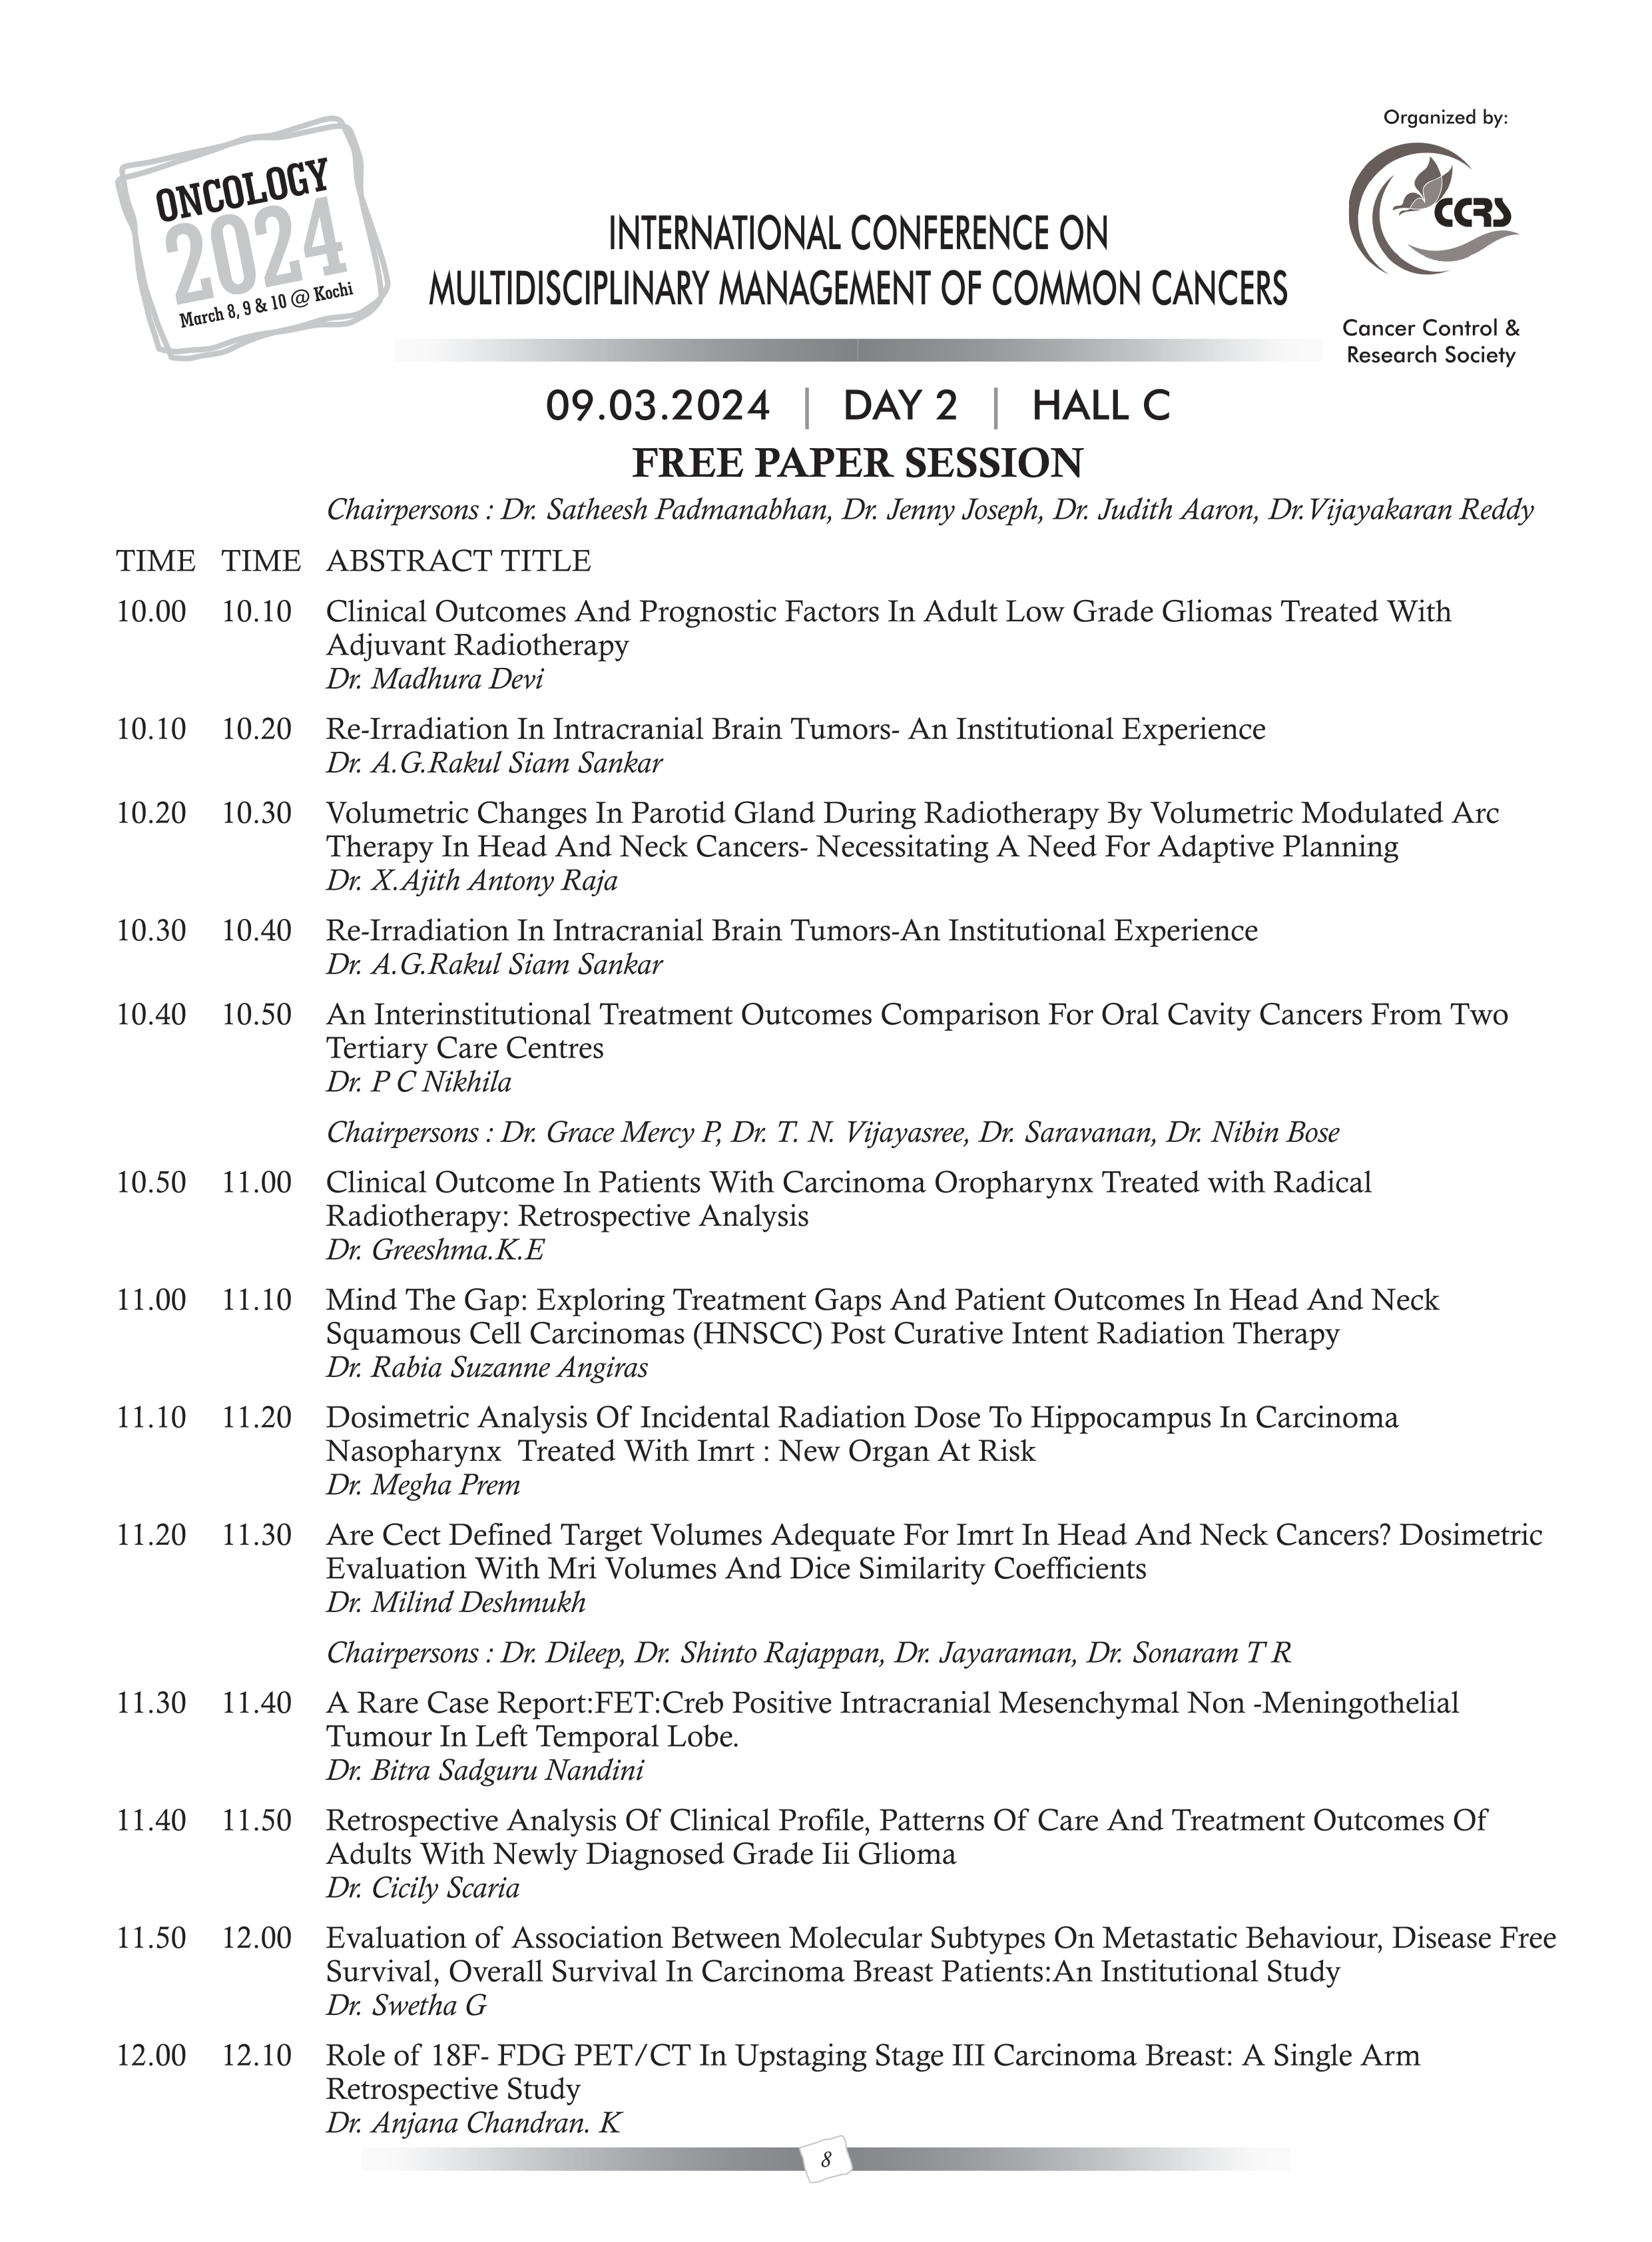 ONCOLOGY
2024
March 8, 9 & 10 @ Kochi
INTERNATIONAL CONFERENCE ON
MULTIDISCIPLINARY MANAGEMENT OF COMMON CANCERS
Organized by:
CCRS
Cancer Control &
Research Society
09.03.2024 | DAY 2 | HALL C
FREE PAPER SESSION
Chairpersons : Dr. Satheesh Padmanabhan, Dr. Jenny Joseph, Dr. Judith Aaron, Dr.Vijayakaran Reddy
TIME TIME ABSTRACT TITLE
10.00 10.10 Clinical Outcomes And Prognostic Factors In Adult Low Grade Gliomas Treated With
Adjuvant Radiotherapy
Dr. Madhura Devi
10.10 10.20 Re-Irradiation In Intracranial Brain Tumors- An Institutional Experience
Dr. A.G.Rakul Siam Sankar
10.20 10.30 Volumetric Changes In Parotid Gland During Radiotherapy By Volumetric Modulated Arc
Therapy In Head And Neck Cancers- Necessitating A Need For Adaptive Planning
Dr. X.Ajith Antony Raja
10.30 10.40 Re-Irradiation In Intracranial Brain Tumors-An Institutional Experience
Dr. A.G.Rakul Siam Sankar
10.40 10.50 An Interinstitutional Treatment Outcomes Comparison For Oral Cavity Cancers From Two
Tertiary Care Centres
Dr. P C Nikhila
Chairpersons : Dr. Grace Mercy P, Dr. T. N. Vijayasree, Dr. Saravanan, Dr. Nibin Bose
10.50 11.00 Clinical Outcome In Patients With Carcinoma Oropharynx Treated with Radical
Radiotherapy: Retrospective Analysis
Dr. Greeshma.K.E
11.00 11.10 Mind The Gap: Exploring Treatment Gaps And Patient Outcomes In Head And Neck
Squamous Cell Carcinomas (HNSCC) Post Curative Intent Radiation Therapy
Dr. Rabia Suzanne Angiras
11.10 11.20 Dosimetric Analysis Of Incidental Radiation Dose To Hippocampus In Carcinoma
Nasopharynx  Treated With Imrt : New Organ At Risk
Dr. Megha Prem
11.20 11.30 Are Cect Defined Target Volumes Adequate For Imrt In Head And Neck Cancers? Dosimetric
Evaluation With Mri Volumes And Dice Similarity Coefficients
Dr. Milind Deshmukh
Chairpersons : Dr. Dileep, Dr. Shinto Rajappan, Dr. Jayaraman, Dr. Sonaram T R
11.30 11.40 A Rare Case Report:FET:Creb Positive Intracranial Mesenchymal Non -Meningothelial
Tumour In Left Temporal Lobe.
Dr. Bitra Sadguru Nandini
11.40 11.50 Retrospective Analysis Of Clinical Profile, Patterns Of Care And Treatment Outcomes Of
Adults With Newly Diagnosed Grade Iii Glioma
Dr. Cicily Scaria
11.50 12.00 Evaluation of Association Between Molecular Subtypes On Metastatic Behaviour, Disease Free
Survival, Overall Survival In Carcinoma Breast Patients:An Institutional Study
Dr. Swetha G
12.00 12.10 Role of 18F- FDG PET/CT In Upstaging Stage III Carcinoma Breast: A Single Arm
Retrospective Study
Dr. Anjana Chandran. K
8